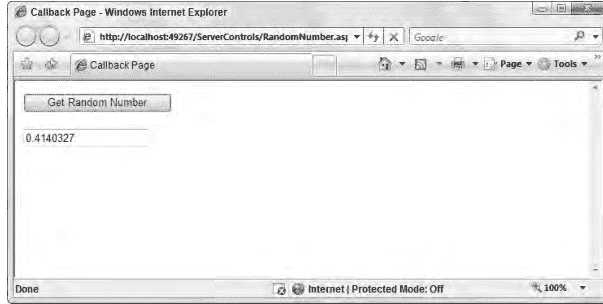 Callback Page - Windows Internet Explorer
http://localhost:49267/ServerControls/RandomNumber.asp
Google
Callback Page
Page
Tools
»
Get Random Number
0.4140327
Done
Internet | Protected Mode: Off
100%